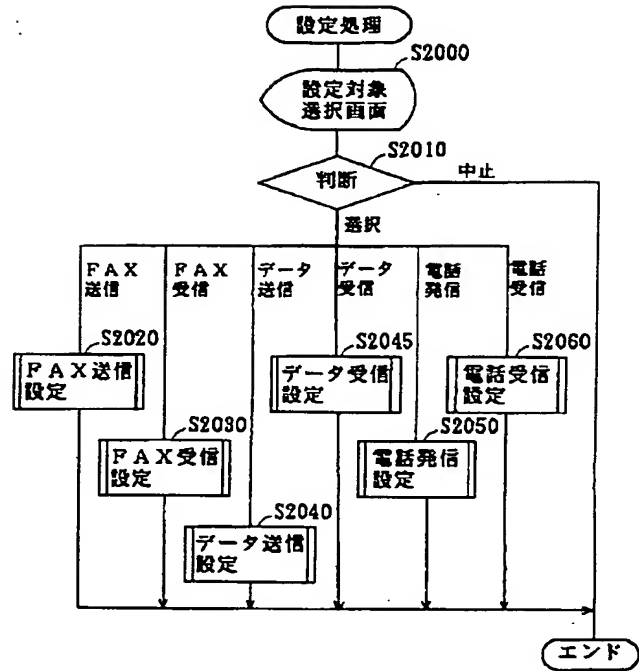 設定処理
S2000
設定対象
選択画面
S2010
判断
中止
選択
FAX
送信
FAX
受信
データ
送信
データ
受信
電話
発信
電話
受信
S2020
FAX送信
設定
S2045
データ受信
設定
S2060
電話受信
設定
S2030
FAX受信
設定
S2050
電話発信
設定
S2040
データ送信
設定
エンド